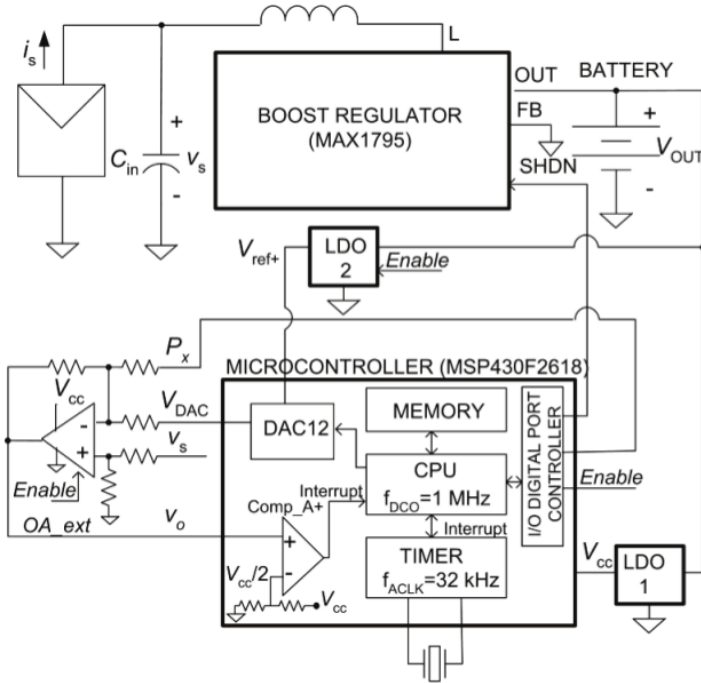 L
i_s
OUT
BATTERY
BOOST REGULATOR
(MAX1795)
FB
+
C_in
v_s
-
+
V_OUT
-
SHDN
V_ref+
LDO
2
Enable
P_x
MICROCONTROLLER (MSP430F2618)
V_cc
V_DAC
DAC12
MEMORY
I/O DIGITAL PORT
CONTROLLER
-
+
v_s
CPU
f_DCO=1 MHz
Enable
Interrupt
Enable
OA_ext
v_o
Comp_A+
Interrupt
+
-
TIMER
f_ACLK=32 kHz
V_cc/2
V_cc
V_cc
LDO
1